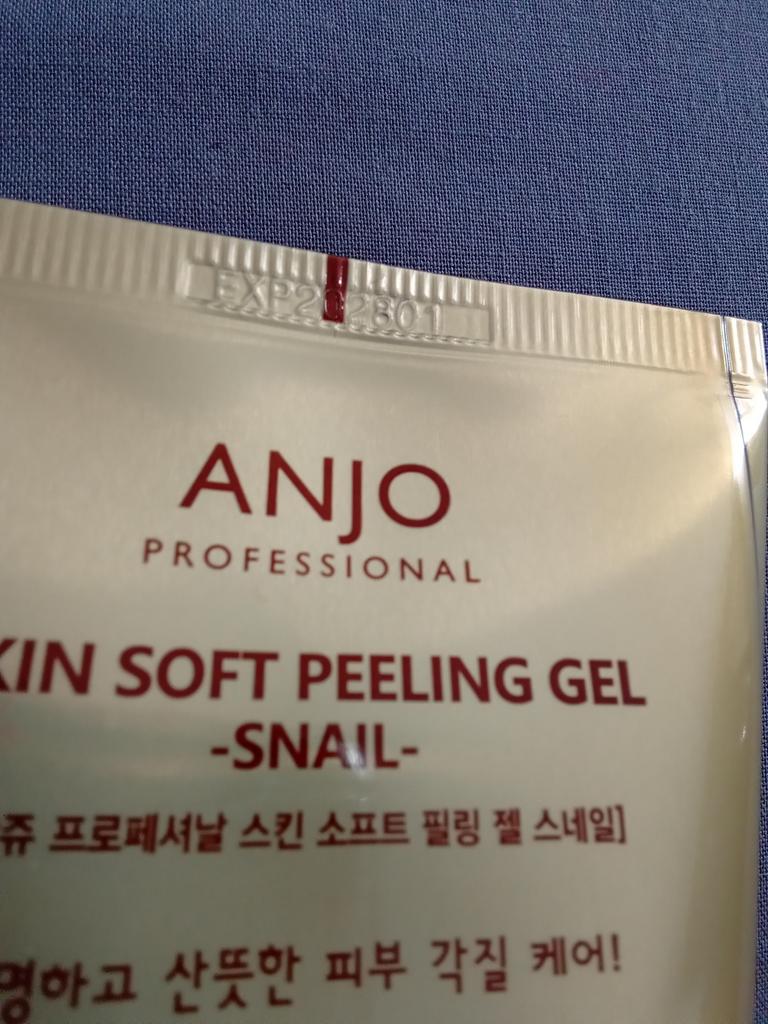 EXP202801
ANJO
PROFESSIONAL
KIN SOFT PEELING GEL
-SNAIL-
쥬 프로페셔날 스킨 소프트 필링 젤 스네일]
명하고 산뜻한 피부 각질 케어!